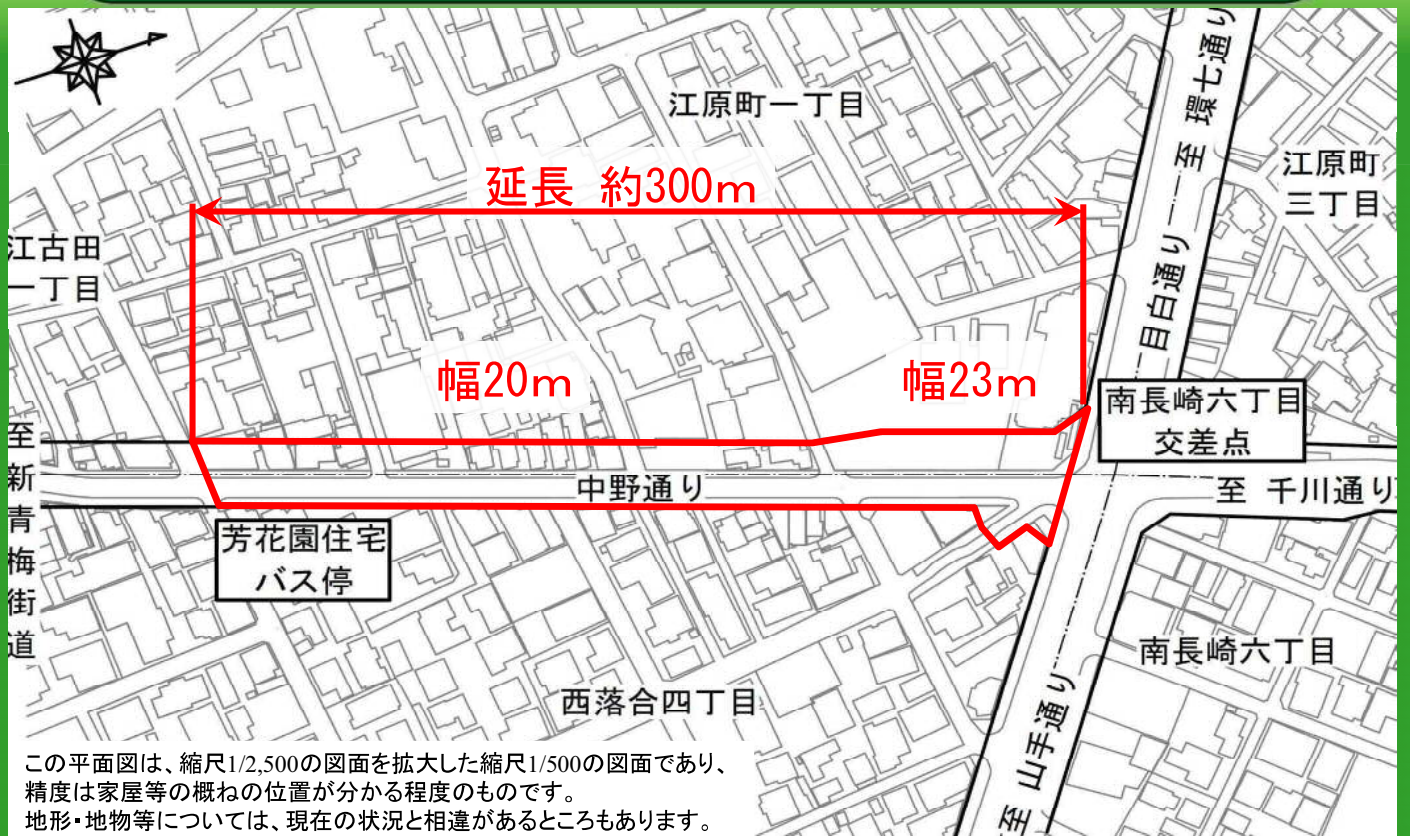 江原町一丁目
至 環七通り
江原町
三丁目
延長 約300m
江古田
一丁目
目白通り
幅20m
幅23m
南長崎六丁目
交差点
至新青梅街道
中野通り
至 千川通り
芳花園住宅
バス停
南長崎六丁目
西落合四丁目
至 山手通り
この平面図は、縮尺1/2,500の図面を拡大した縮尺1/500の図面であり、
精度は家屋等の概ねの位置が分かる程度のものです。
地形・地物等については、現在の状況と相違があるところもあります。